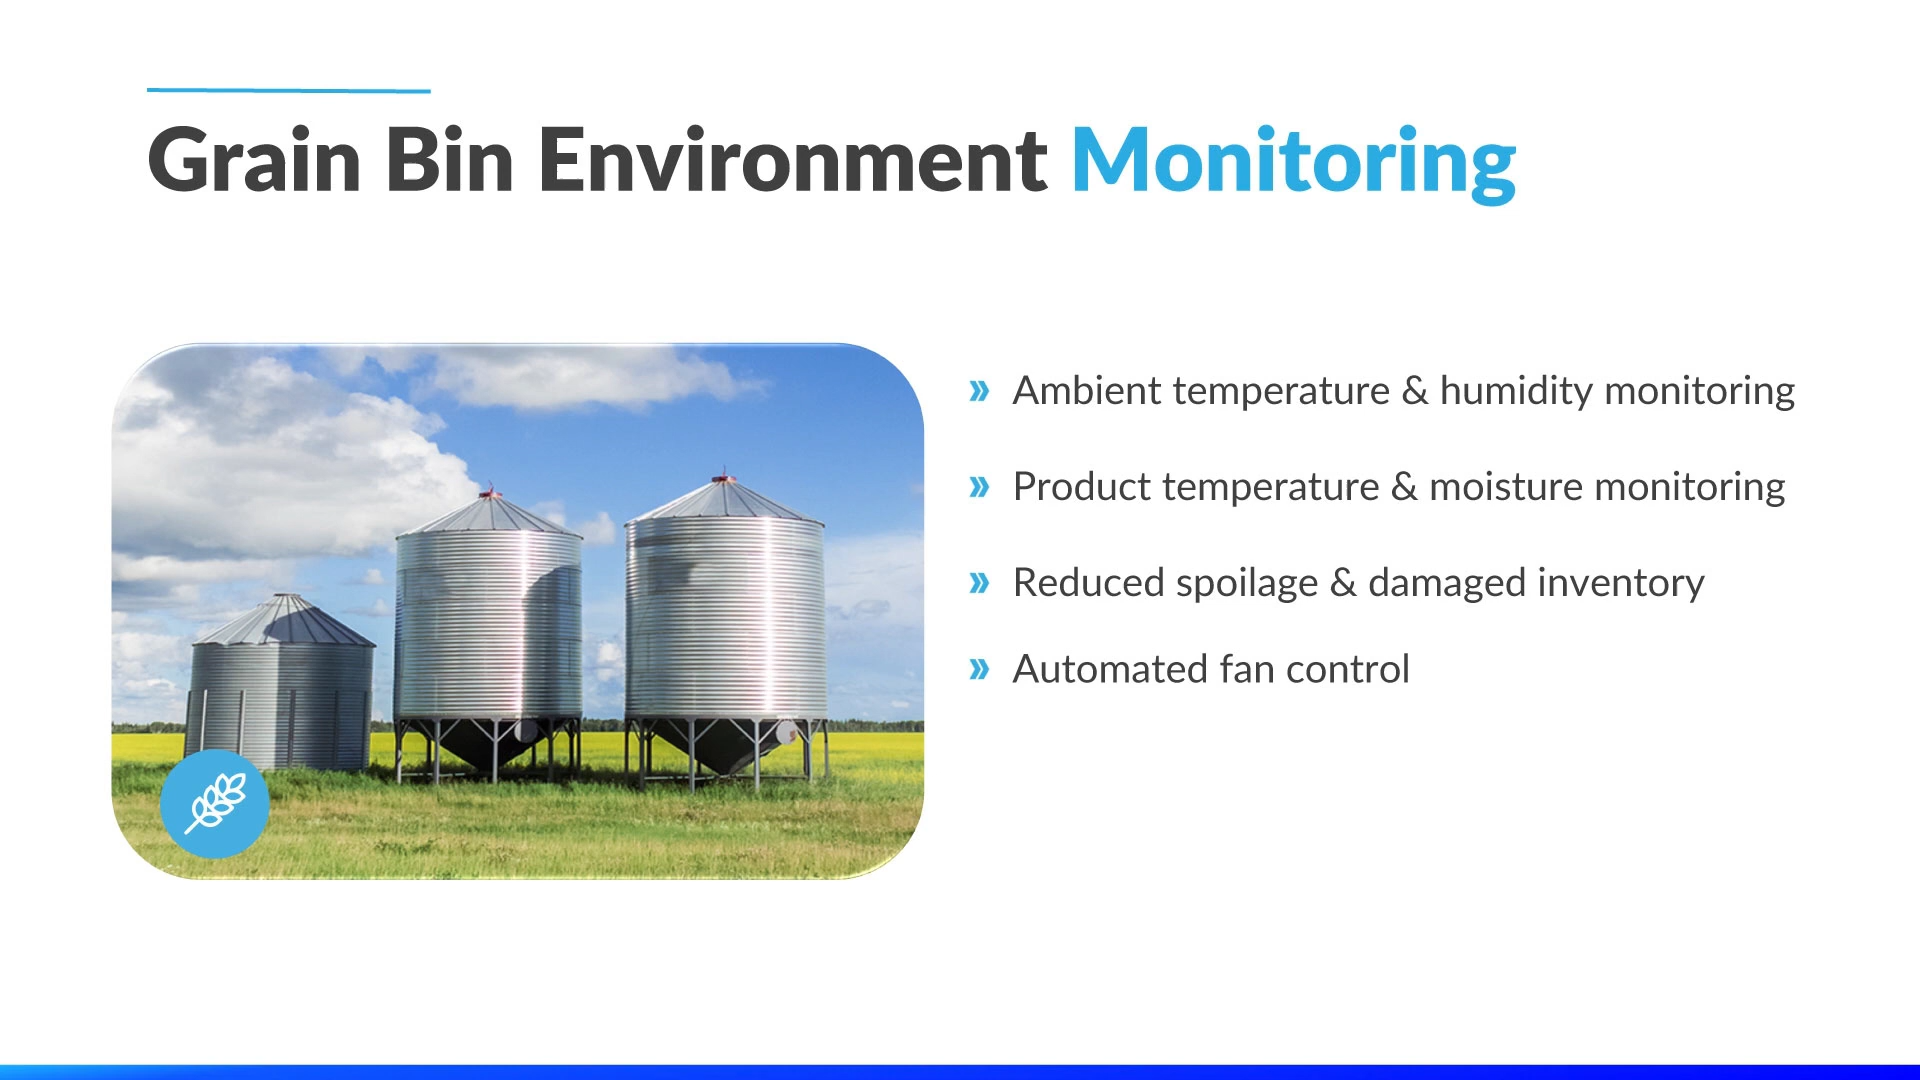 Grain Bin Environment Monitoring
» Ambient temperature & humidity monitoring
» Product temperature & moisture monitoring
» Reduced spoilage & damaged inventory
» Automated fan control